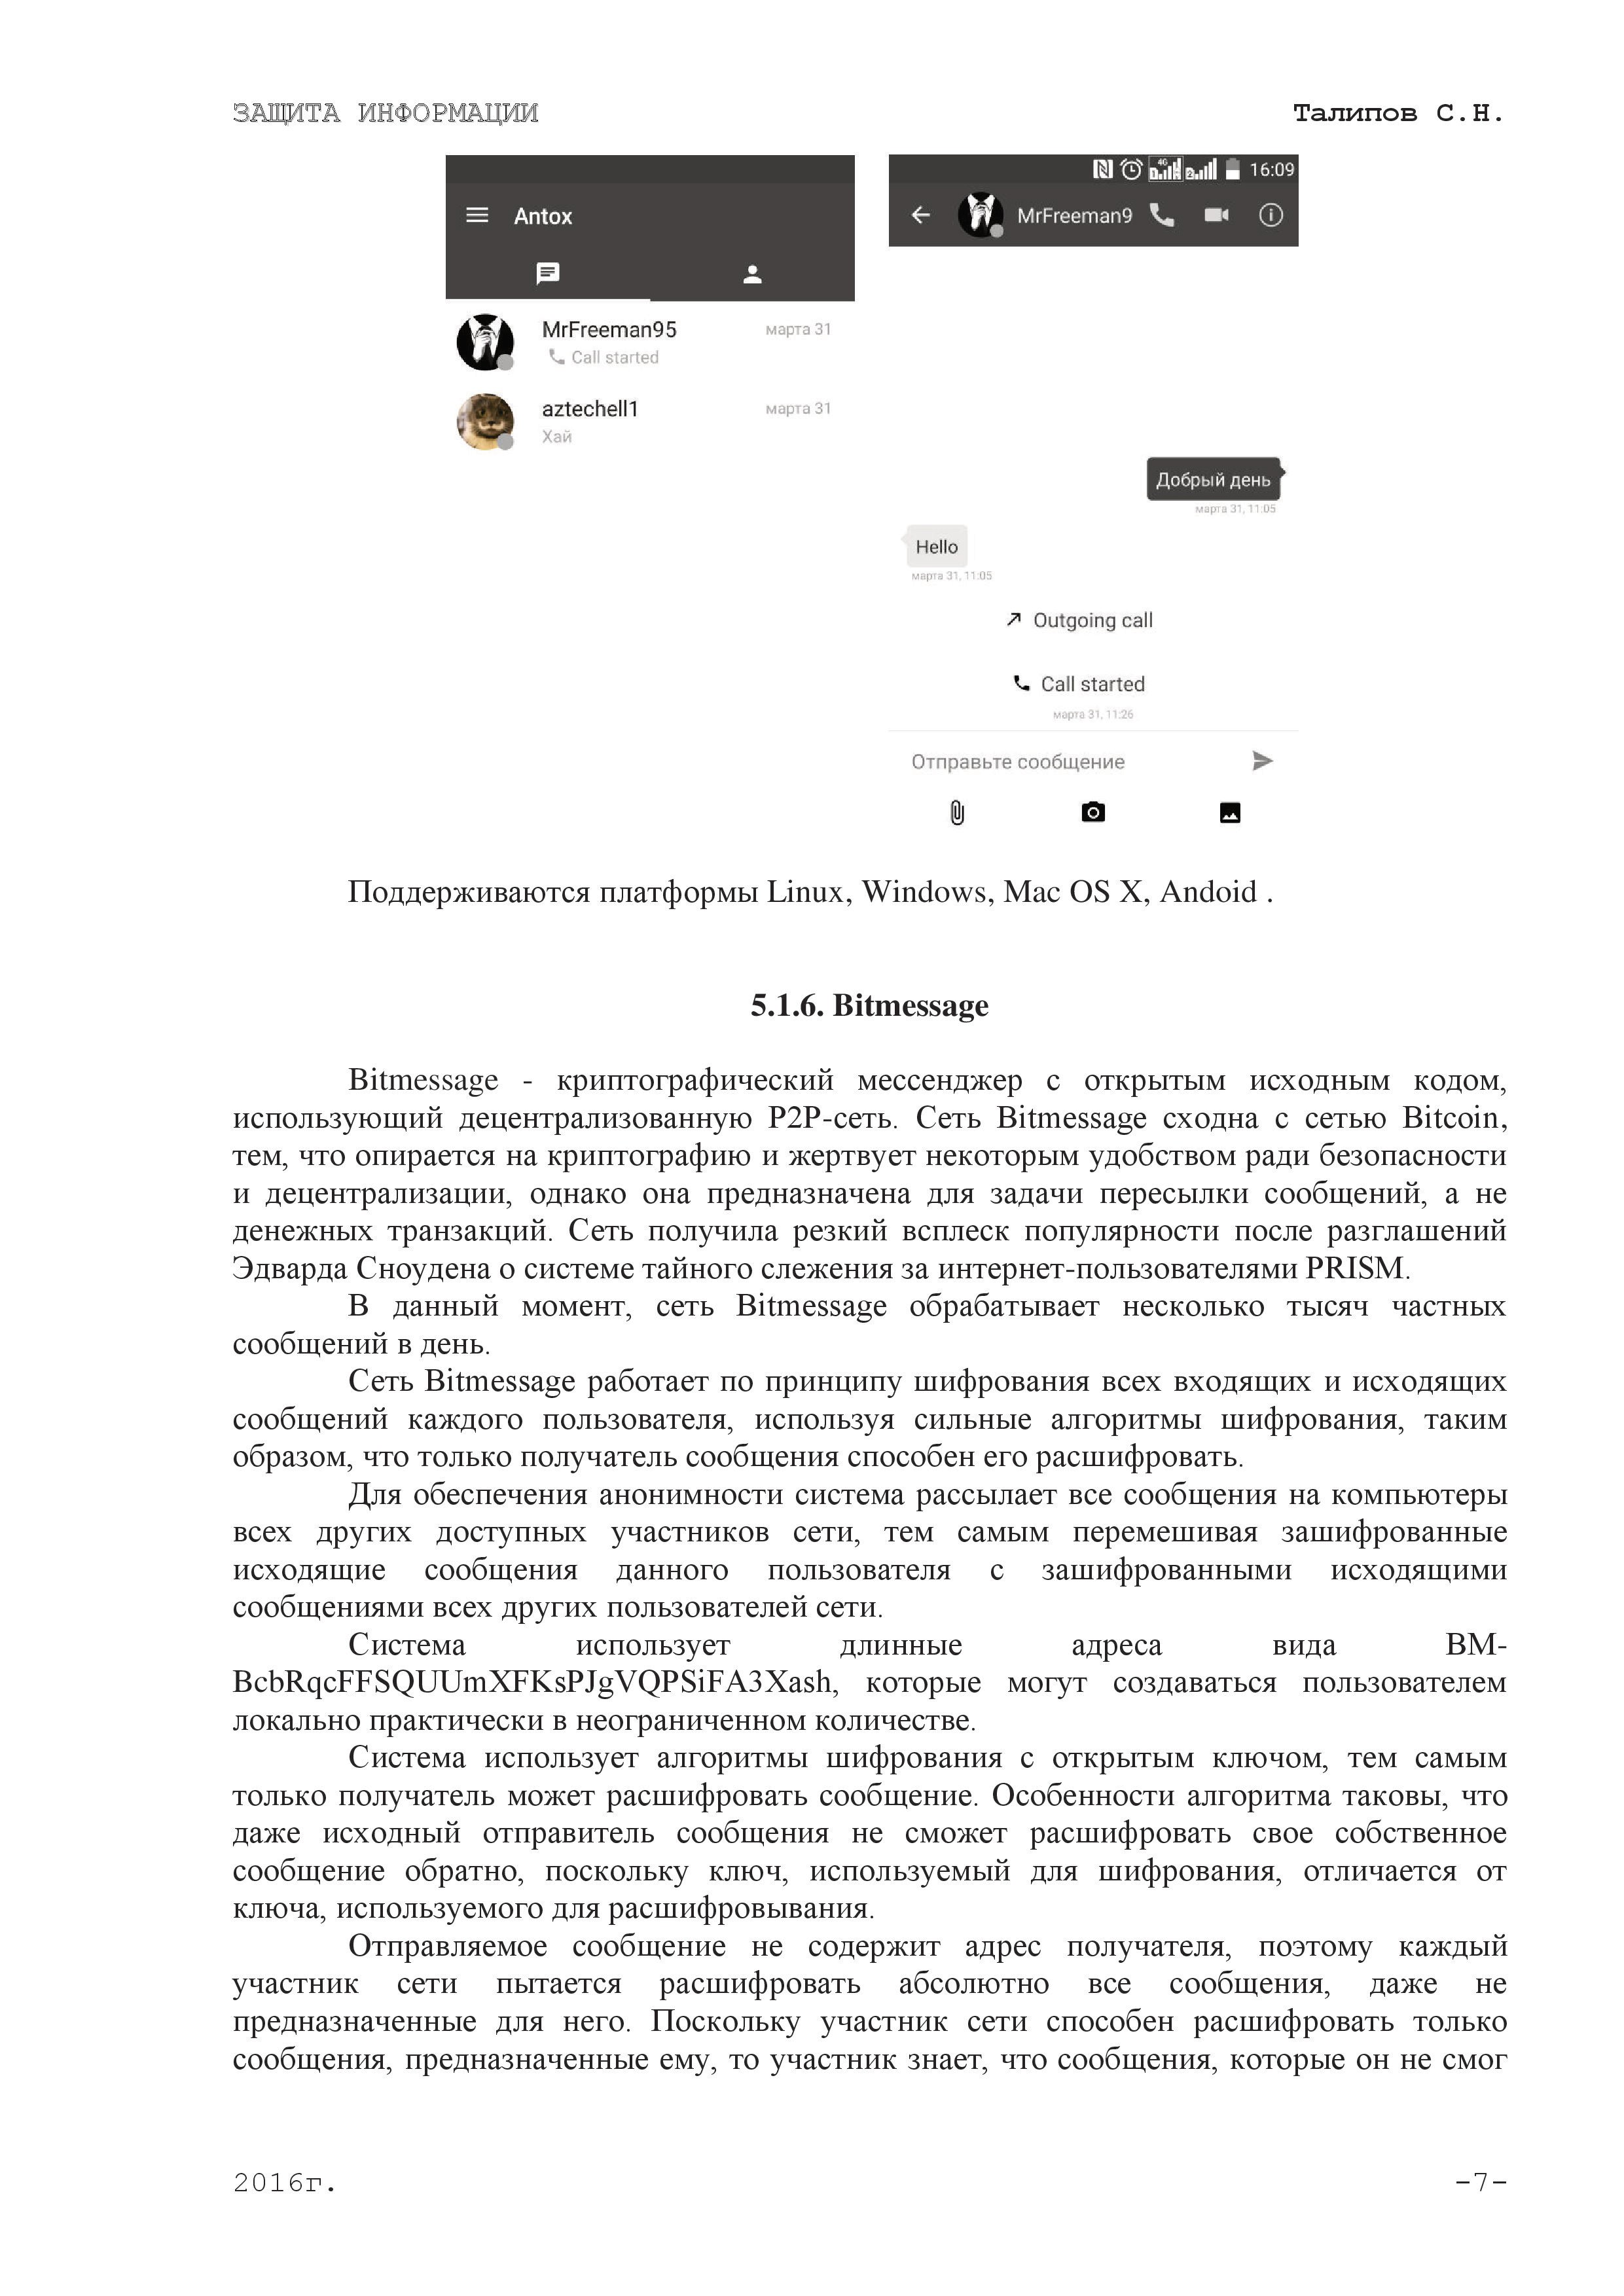 ЗАЩИТА ИНФОРМАЦИИ Талипов С.Н.
Antox
MrFreeman95 марта 31
Call started
aztechell1 марта 31
Хай
4G 1 2 16:09
MrFreeman9
Добрый день
марта 31, 11:05
Hello
марта 31, 11:05
Outgoing call
Call started
марта 31, 11:26
Отправьте сообщение
Поддерживаются платформы Linux, Windows, Mac OS X, Andoid .
5.1.6. Bitmessage
Bitmessage - криптографический мессенджер с открытым исходным кодом,
использующий децентрализованную P2P-сеть. Сеть Bitmessage сходна с сетью Bitcoin,
тем, что опирается на криптографию и жертвует некоторым удобством ради безопасности
и децентрализации, однако она предназначена для задачи пересылки сообщений, а не
денежных транзакций. Сеть получила резкий всплеск популярности после разглашений
Эдварда Сноудена о системе тайного слежения за интернет-пользователями PRISM.
В данный момент, сеть Bitmessage обрабатывает несколько тысяч частных
сообщений в день.
Сеть Bitmessage работает по принципу шифрования всех входящих и исходящих
сообщений каждого пользователя, используя сильные алгоритмы шифрования, таким
образом, что только получатель сообщения способен его расшифровать.
Для обеспечения анонимности система рассылает все сообщения на компьютеры
всех других доступных участников сети, тем самым перемешивая зашифрованные
исходящие сообщения данного пользователя с зашифрованными исходящими
сообщениями всех других пользователей сети.
Система использует длинные адреса вида BM-
BcbRqcFFSQUUmXFKsPJgVQPSiFA3Xash, которые могут создаваться пользователем
локально практически в неограниченном количестве.
Система использует алгоритмы шифрования с открытым ключом, тем самым
только получатель может расшифровать сообщение. Особенности алгоритма таковы, что
даже исходный отправитель сообщения не сможет расшифровать свое собственное
сообщение обратно, поскольку ключ, используемый для шифрования, отличается от
ключа, используемого для расшифровывания.
Отправляемое сообщение не содержит адрес получателя, поэтому каждый
участник сети пытается расшифровать абсолютно все сообщения, даже не
предназначенные для него. Поскольку участник сети способен расшифровать только
сообщения, предназначенные ему, то участник знает, что сообщения, которые он не смог
2016г. -7-